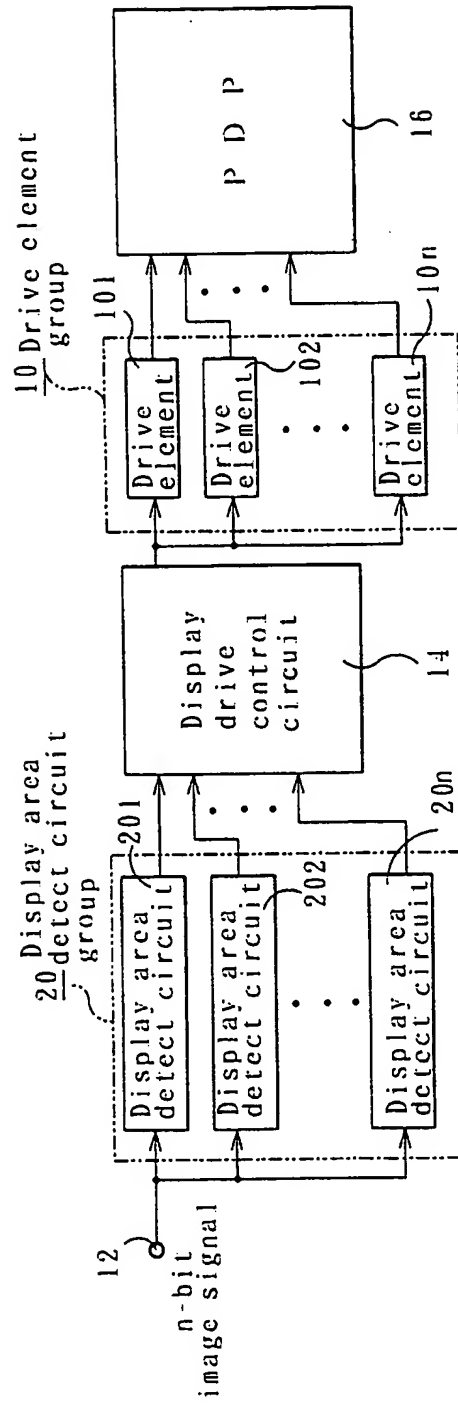 12
n-bit
image signal
20 Display area
detect circuit
group
Display area
detect circuit
201
Display area
detect circuit
202
Display area
detect circuit
20n
Display
drive
control
circuit
14
10 Drive element
group
Drive
element
101
Drive
element
102
Drive
element
10n
PDP
16